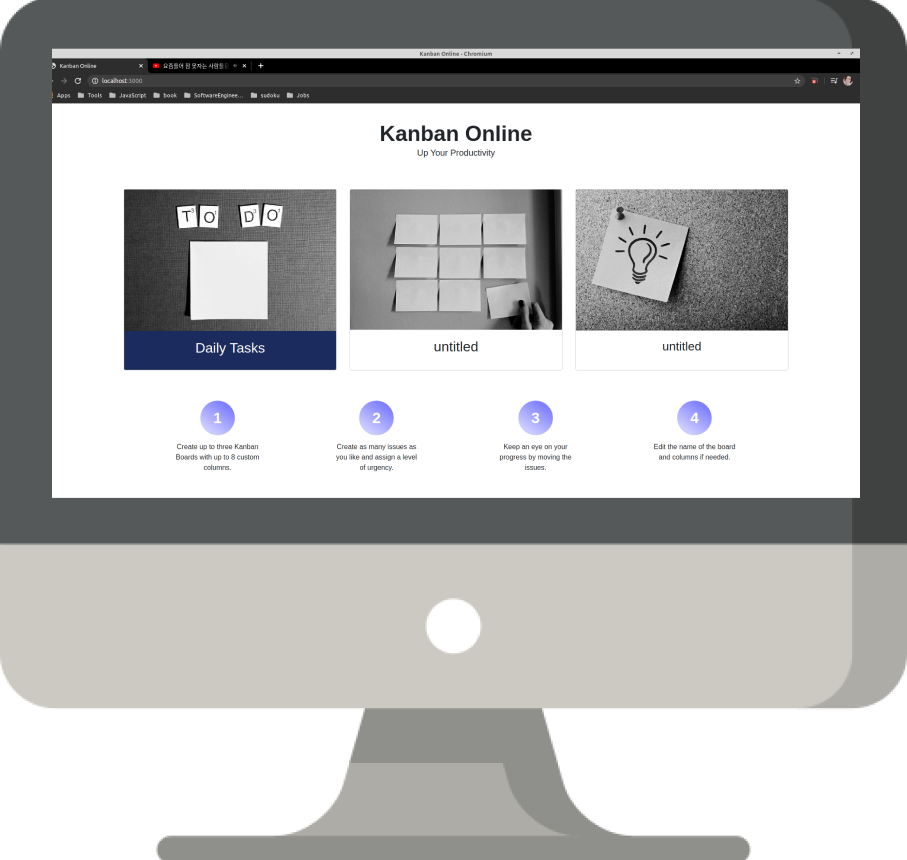 Kanban Online - Chromium
Kanban Online
요즘들어 잠 못자는 사람들
localhost:3000
Apps Tools JavaScript book SoftwareEnginee... sudoku Jobs
Kanban Online
Up Your Productivity
TO DO
Daily Tasks
untitled
untitled
1
Create up to three Kanban
Boards with up to 8 custom
columns.
2
Create as many issues as
you like and assign a level
of urgency.
3
Keep an eye on your
progress by moving the
issues.
4
Edit the name of the board
and columns if needed.